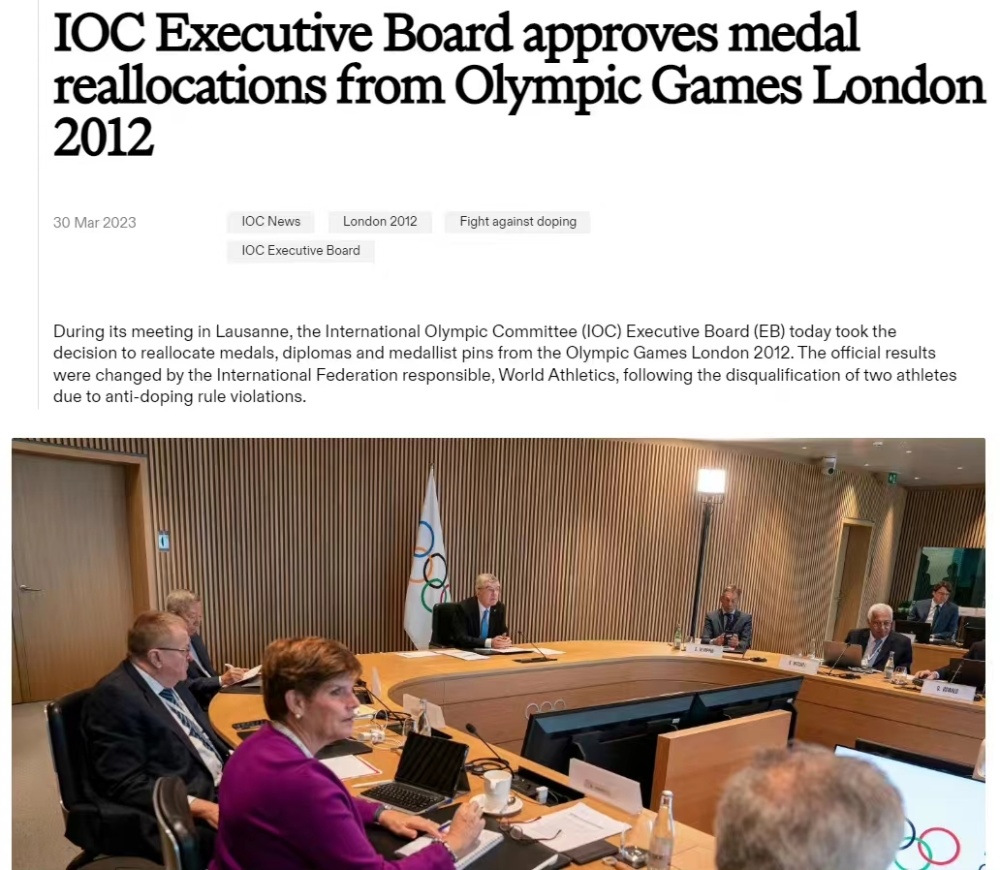 IOC Executive Board approves medal
reallocations from Olympic Games London
2012
30 Mar 2023
IOC News
London 2012
Fight against doping
IOC Executive Board
During its meeting in Lausanne, the International Olympic Committee (IOC) Executive Board (EB) today took the
decision to reallocate medals, diplomas and medallist pins from the Olympic Games London 2012. The official results
were changed by the International Federation responsible, World Athletics, following the disqualification of two athletes
due to anti-doping rule violations.